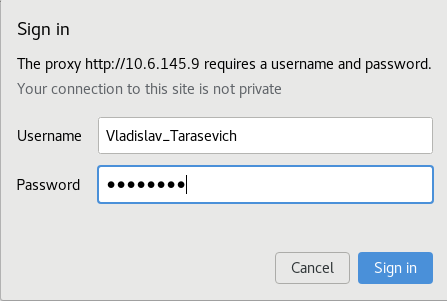 Sign in
The proxy http://10.6.145.9 requires a username and password.
Your connection to this site is not private
Username Vladislav_Tarasevich
Password ●●●●●●●●
Cancel Sign in